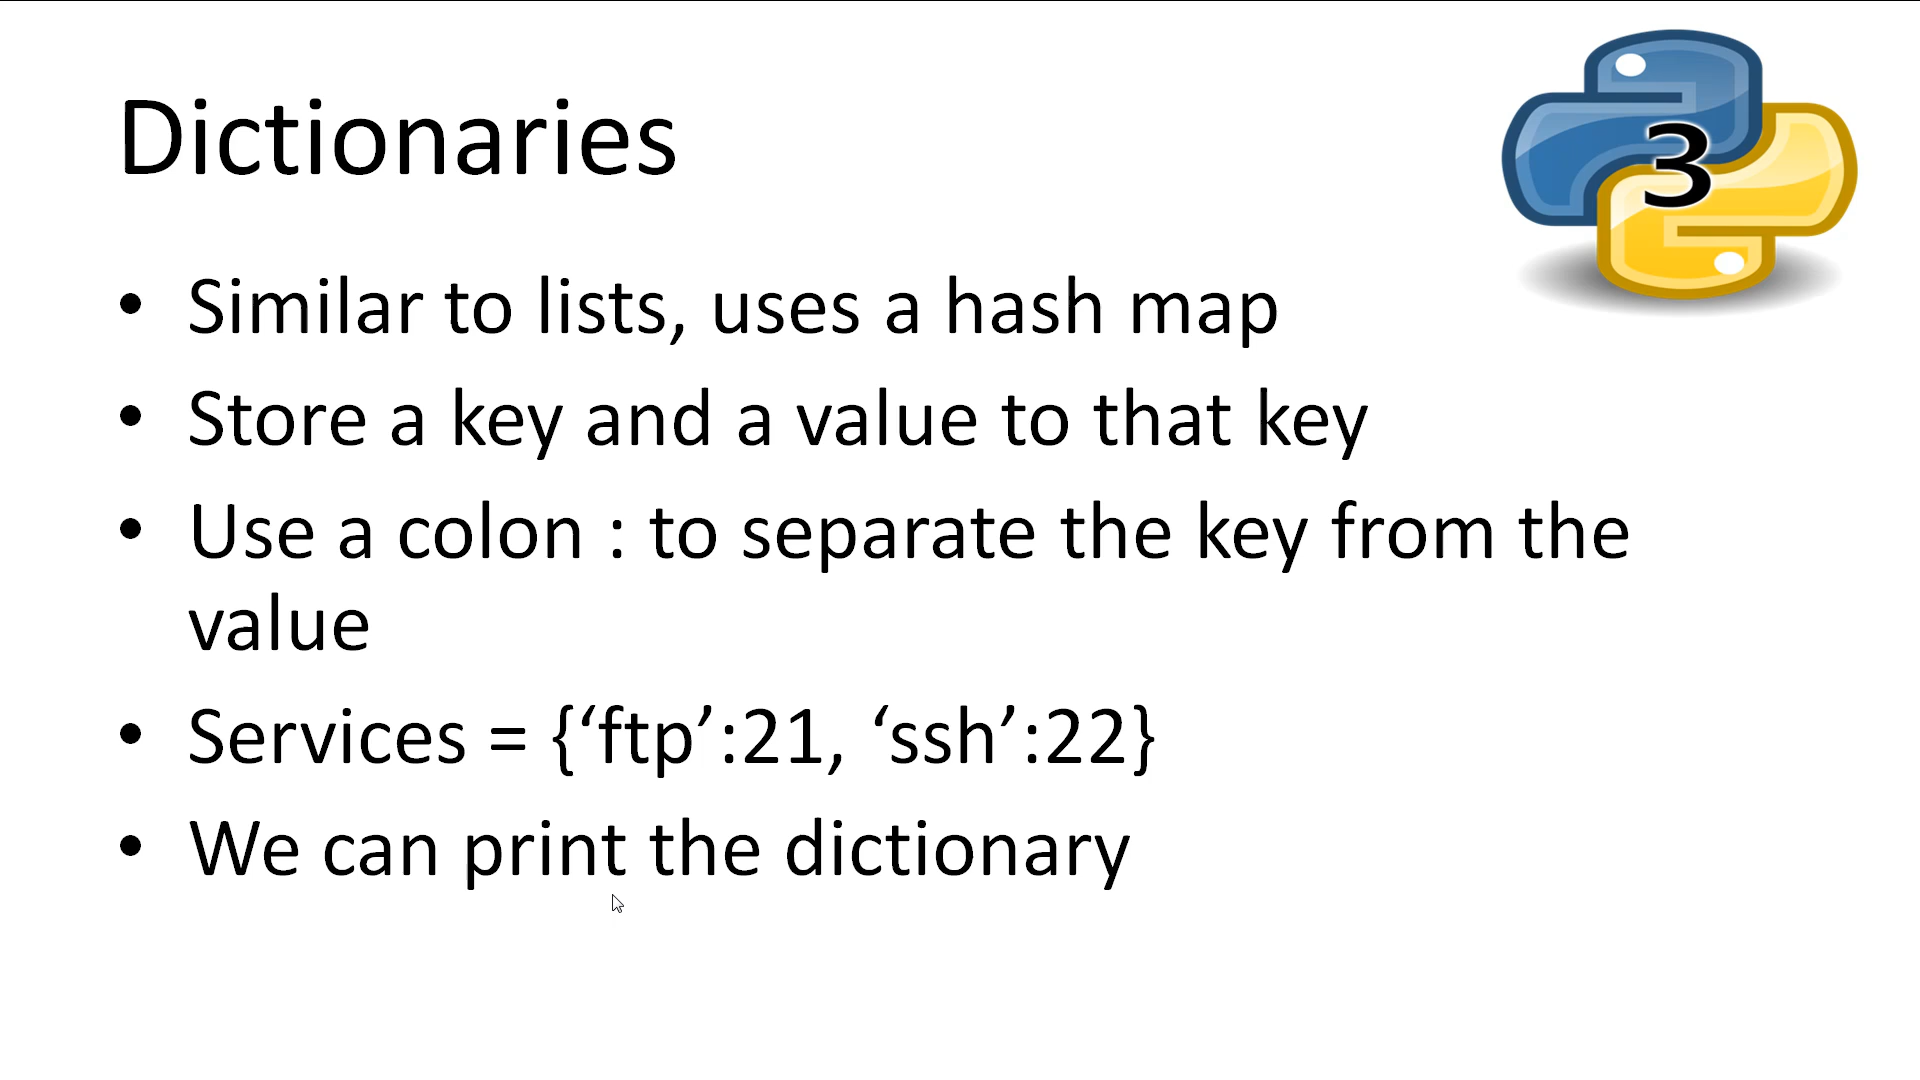 Dictionaries
3
• Similar to lists, uses a hash map
• Store a key and a value to that key
• Use a colon : to separate the key from the
value
• Services = {‘ftp’:21, ‘ssh’:22}
• We can print the dictionary